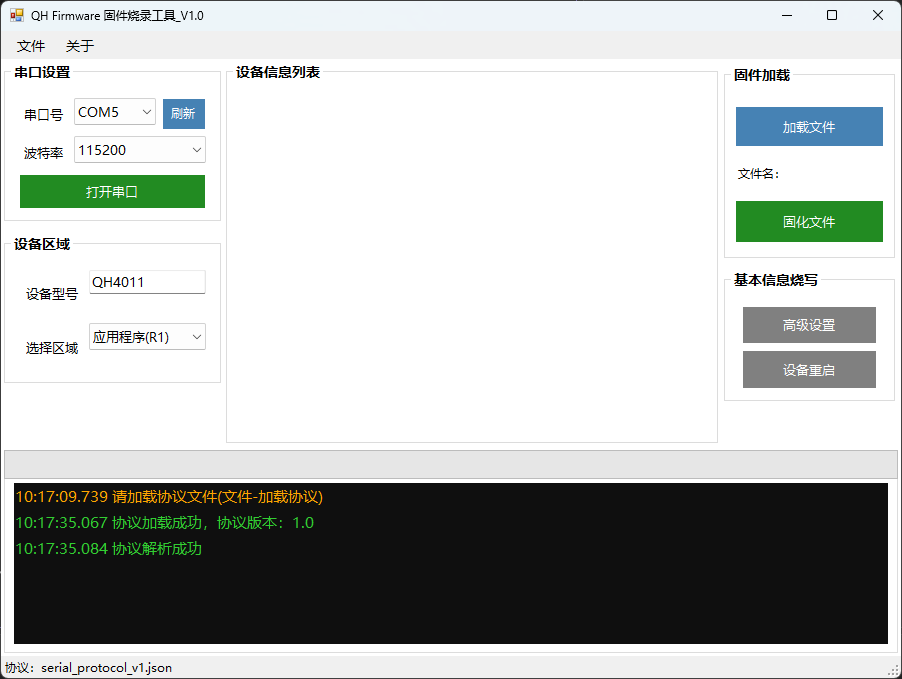 QH Firmware 固件烧录工具_V1.0
文件 关于
串口设置
串口号 COM5 刷新
波特率 115200
打开串口
设备区域
设备型号 QH4011
选择区域 应用程序(R1)
设备信息列表
固件加载
加载文件
文件名：
固化文件
基本信息烧写
高级设置
设备重启
10:17:09.739 请加载协议文件(文件-加载协议)
10:17:35.067 协议加载成功，协议版本：1.0
10:17:35.084 协议解析成功
协议：serial_protocol_v1.json